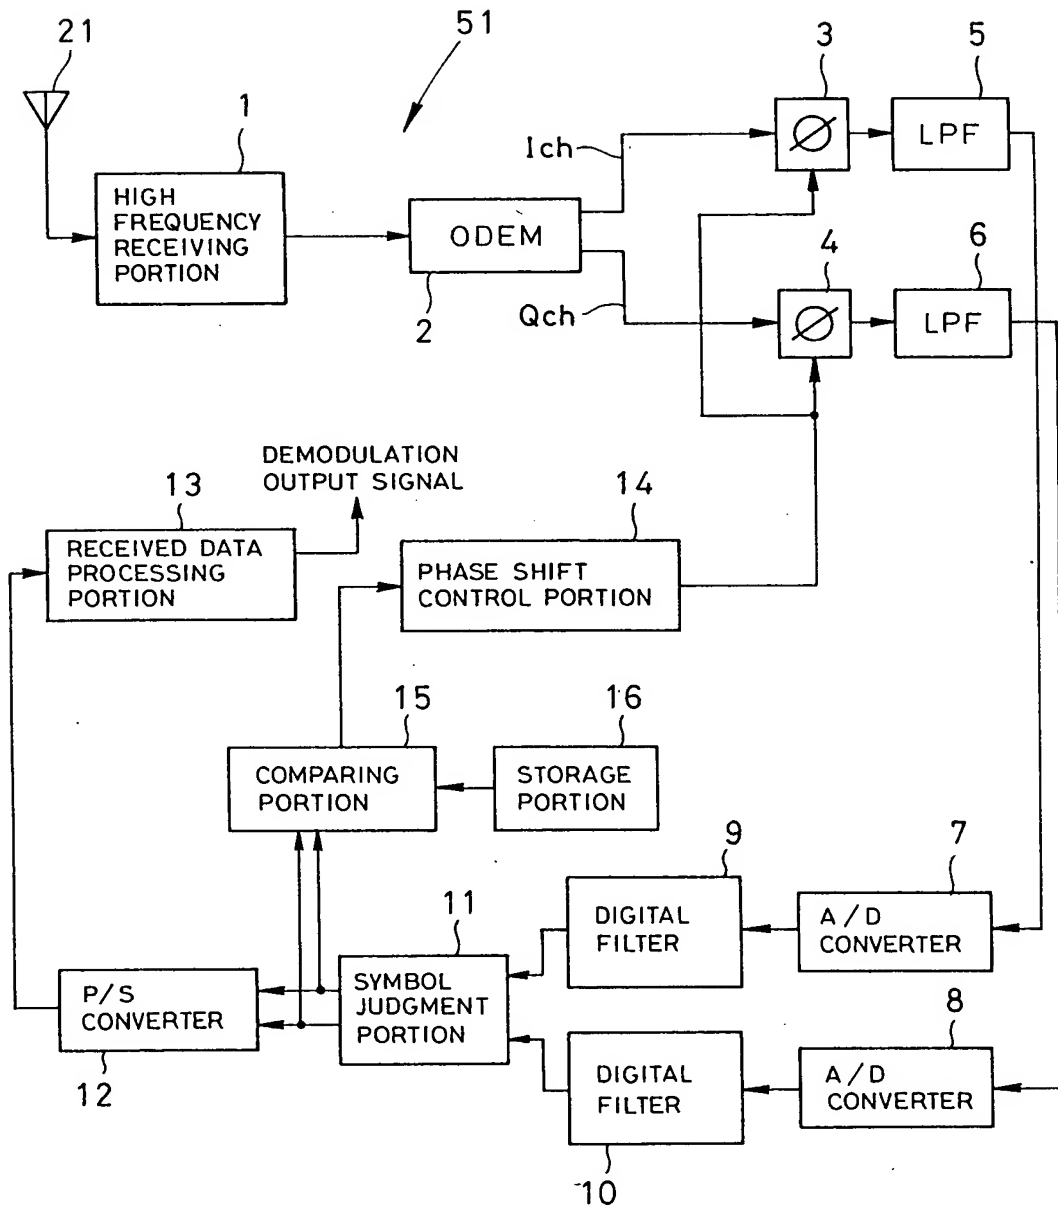 21
51
3
5
1
Ich
Ø
LPF
HIGH
FREQUENCY
RECEIVING
PORTION
ODEM
2
4
6
Qch
Ø
LPF
DEMODULATION
OUTPUT SIGNAL
13
14
RECEIVED DATA
PROCESSING
PORTION
PHASE SHIFT
CONTROL PORTION
15
16
COMPARING
PORTION
STORAGE
PORTION
9
7
DIGITAL
FILTER
A/D
CONVERTER
11
P/S
CONVERTER
SYMBOL
JUDGMENT
PORTION
8
12
DIGITAL
FILTER
A/D
CONVERTER
10